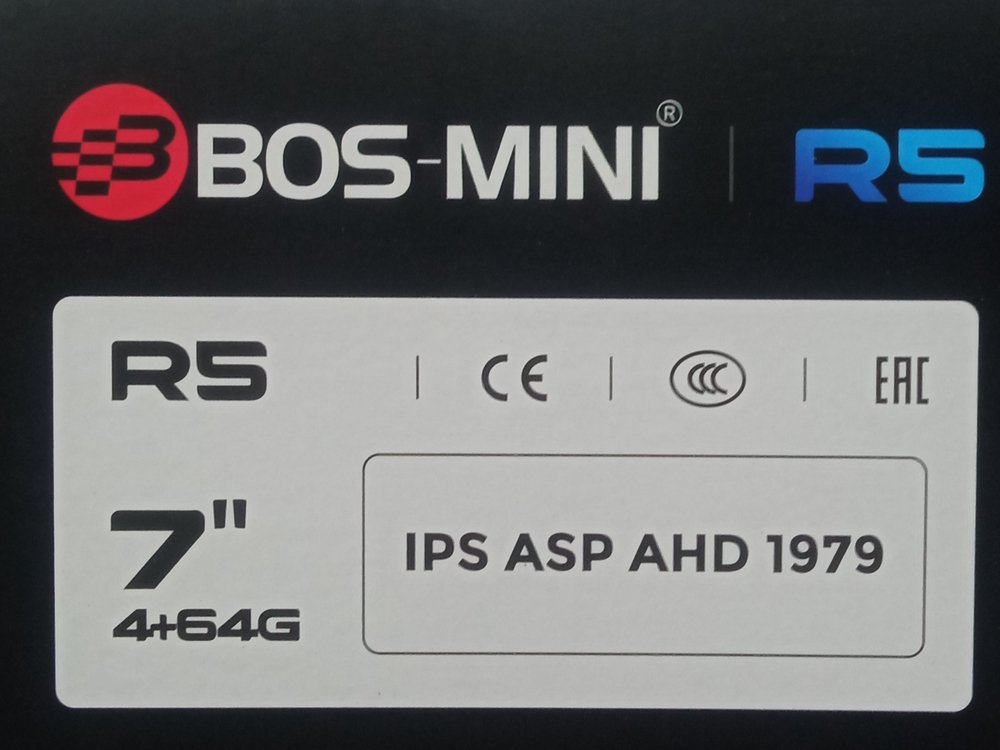 BOS-MINI® | R5
R5 | CE | CCC | EAC
7"
4+64G
IPS ASP AHD 1979